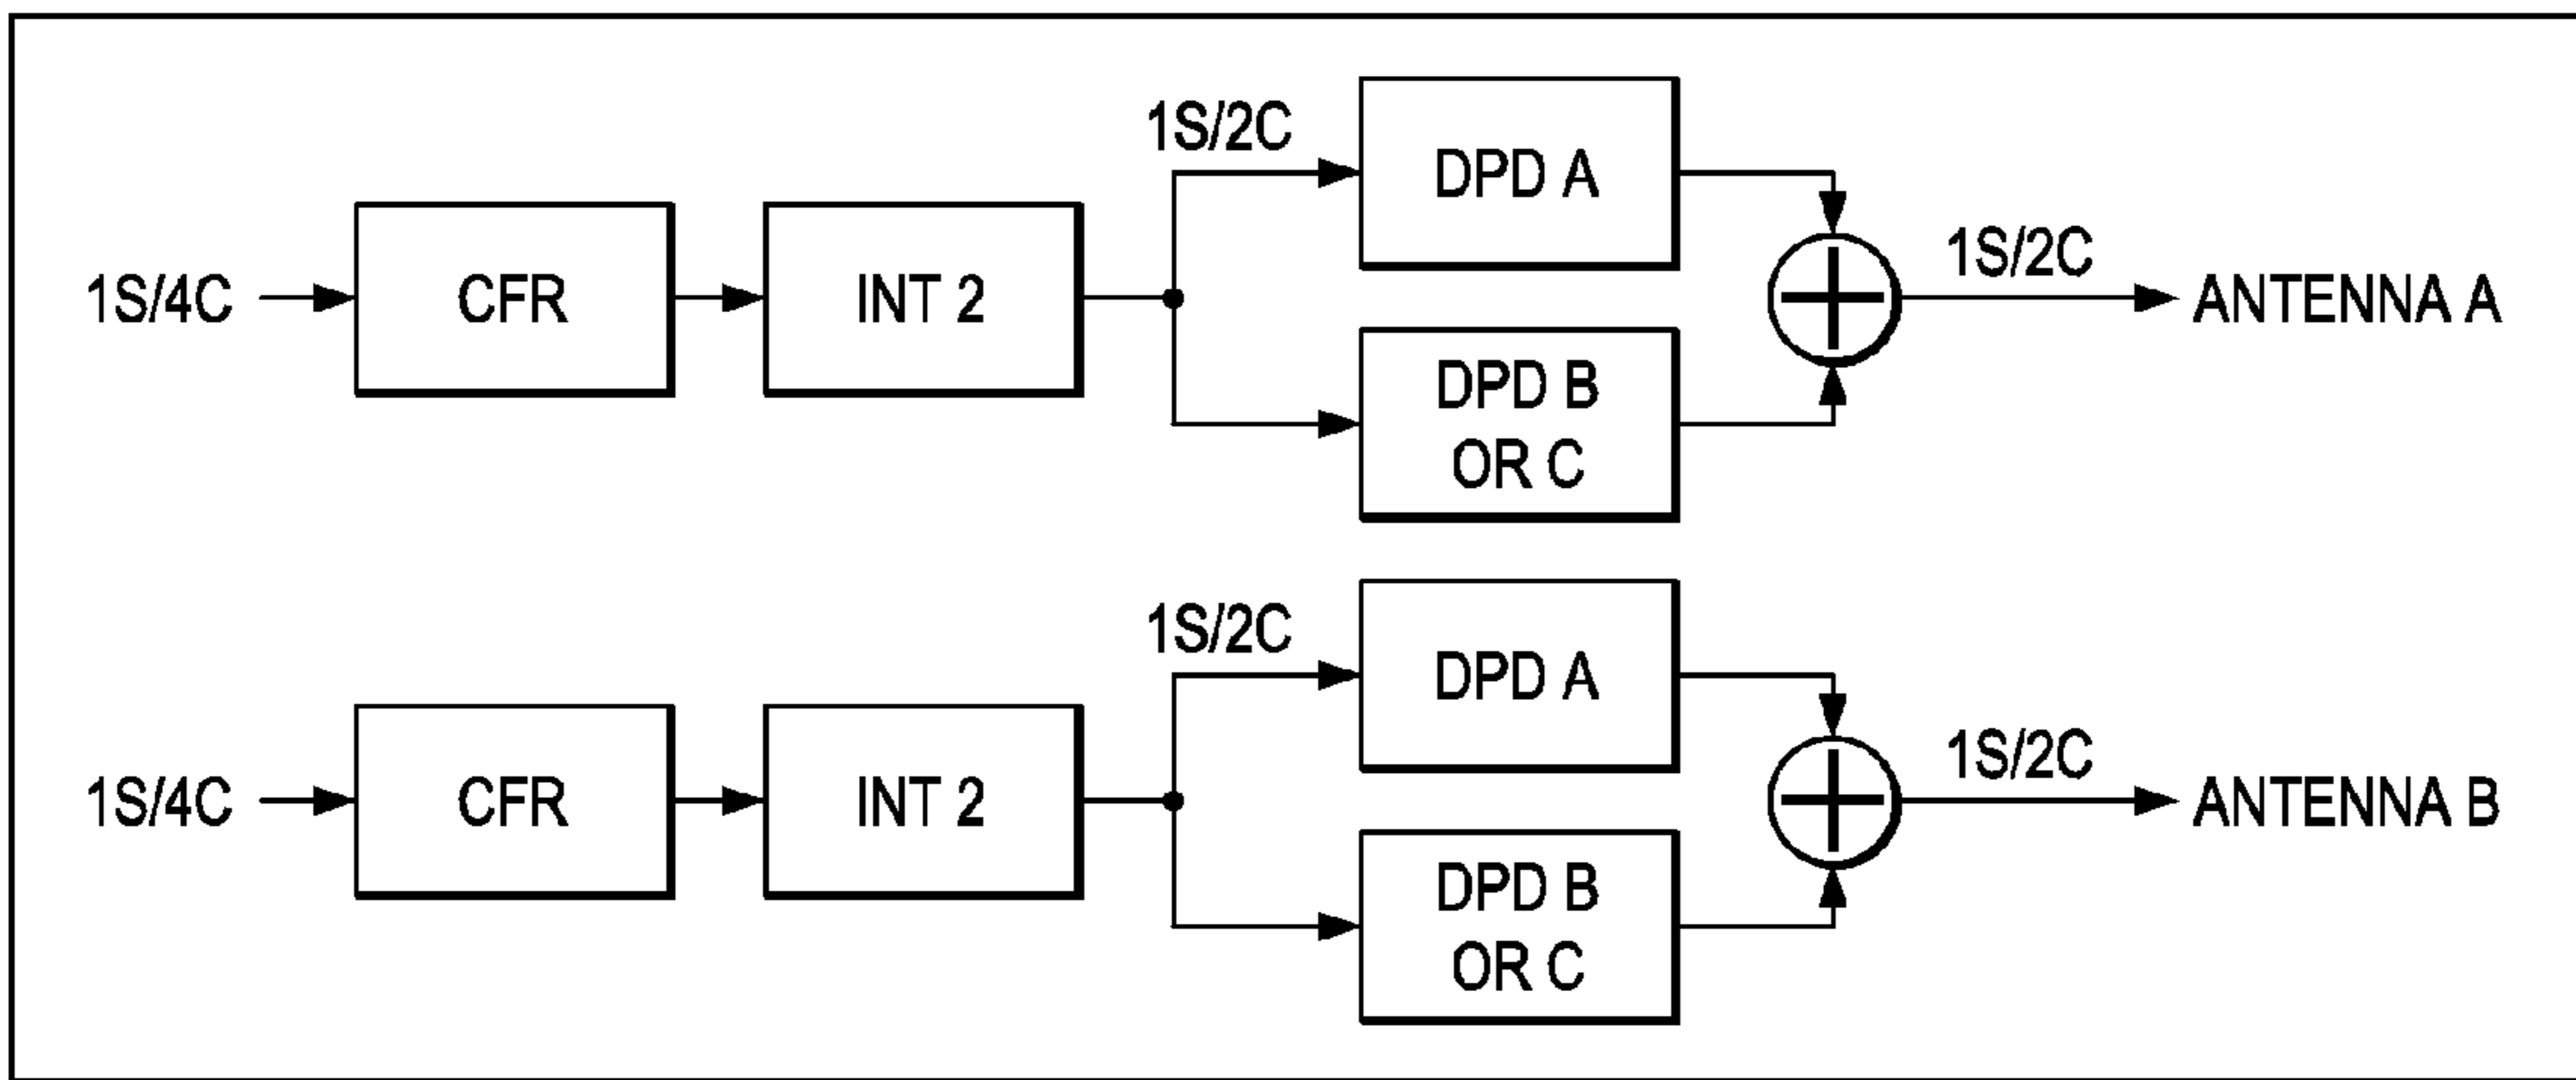 1S/4C
CFR
INT 2
1S/2C
DPD A
DPD B
OR C
1S/2C
ANTENNA A
1S/4C
CFR
INT 2
1S/2C
DPD A
DPD B
OR C
1S/2C
ANTENNA B